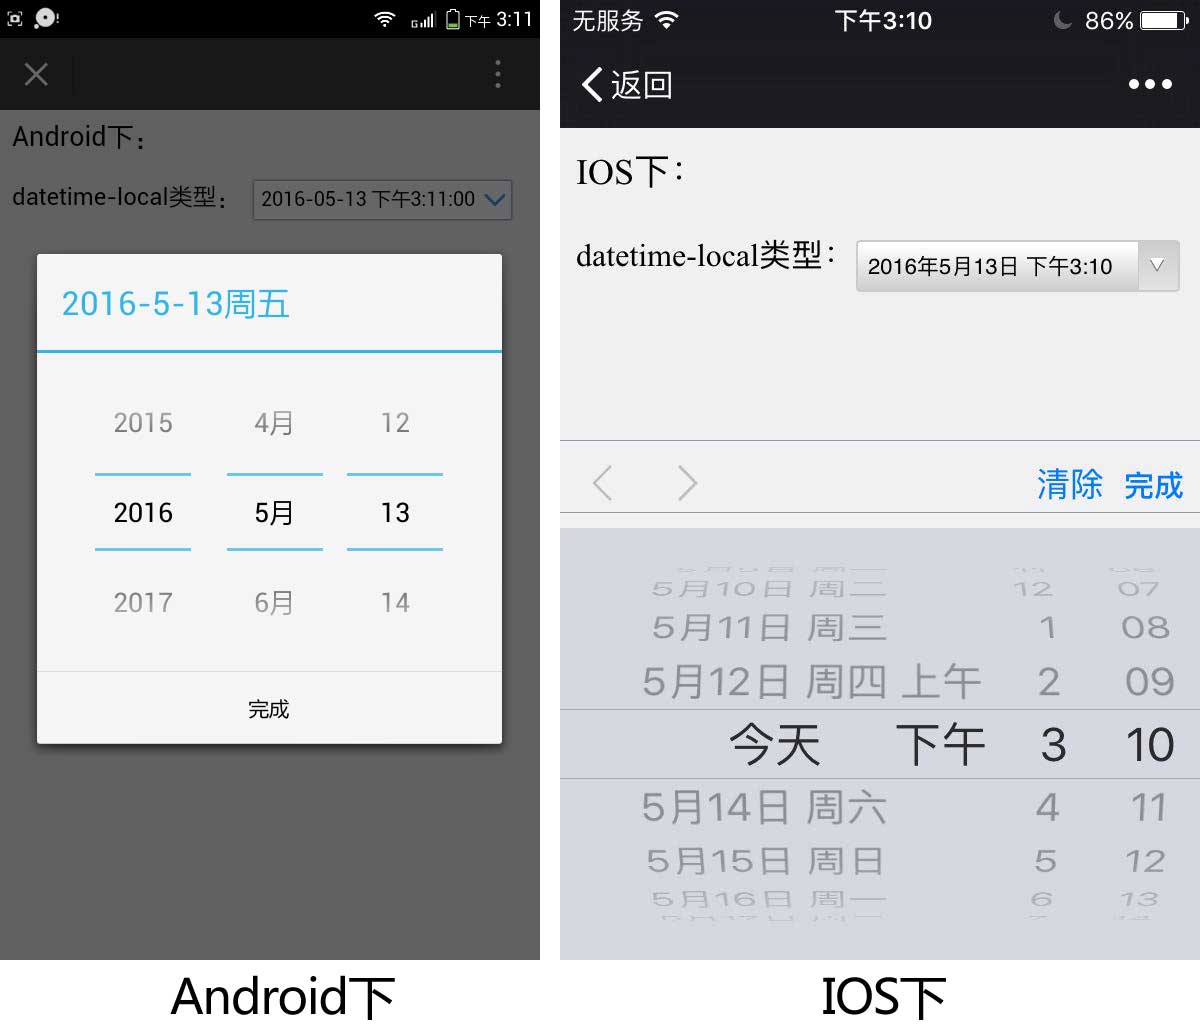 下午 3:11
Android下：
datetime-local类型：
2016-05-13 下午3:11:00
2016-5-13周五
2015 4月 12
2016 5月 13
2017 6月 14
完成
Android下
无服务 下午3:10 86%
返回
IOS下：
datetime-local类型：
2016年5月13日 下午3:10
清除 完成
5月10日 周二 12 07
5月11日 周三 1 08
5月12日 周四 上午 2 09
今天 下午 3 10
5月14日 周六 4 11
5月15日 周日 5 12
5月16日 周一 6 13
IOS下